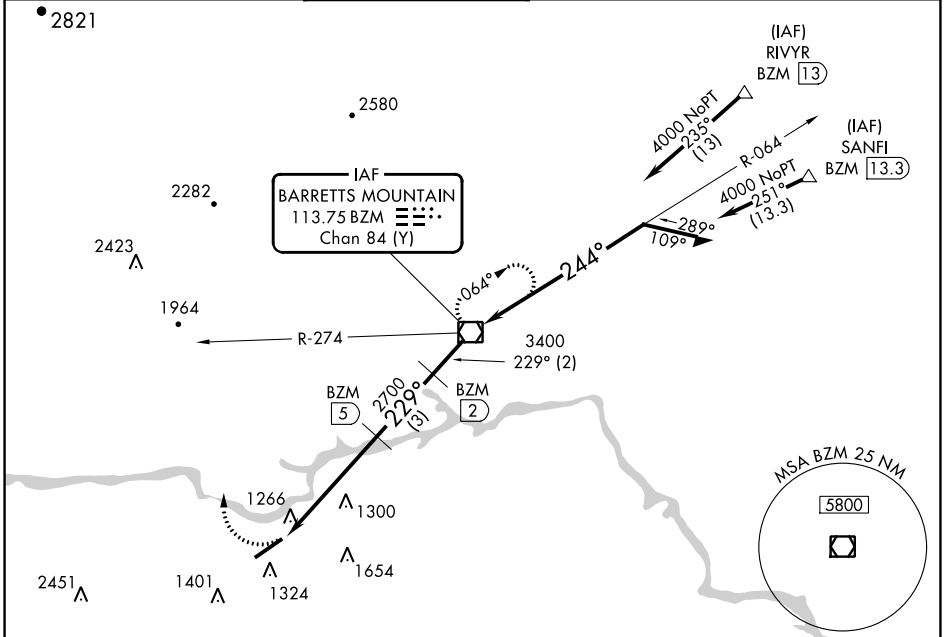 2821
(IAF)
RIVYR
BZM 13
2580
4000 NoPT
235°
(13)
R-064
(IAF)
SANFI
BZM 13.3
4000 NoPT
251°
(13.3)
IAF
BARRETTS MOUNTAIN
113.75 BZM
Chan 84 (Y)
2282
2423
289°
109°
244°
064°
1964
R-274
3400
229° (2)
BZM
5
2700
229°
(3)
BZM
2
MSA BZM 25 NM
5800
1266
1300
1654
1324
1401
2451